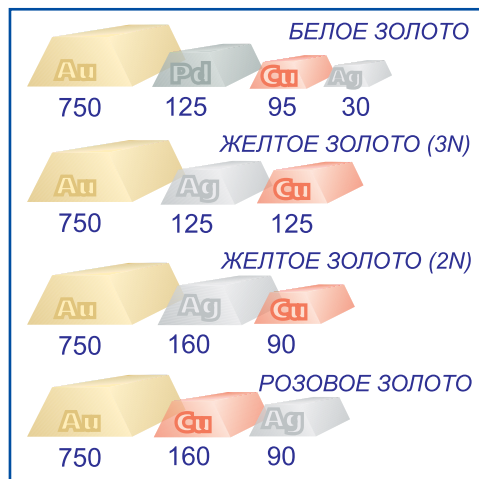 БЕЛОЕ ЗОЛОТО
Au Pd Cu Ag
750 125 95 30
ЖЕЛТОЕ ЗОЛОТО (3N)
Au Ag Cu
750 125 125
ЖЕЛТОЕ ЗОЛОТО (2N)
Au Ag Cu
750 160 90
РОЗОВОЕ ЗОЛОТО
Au Cu Ag
750 160 90